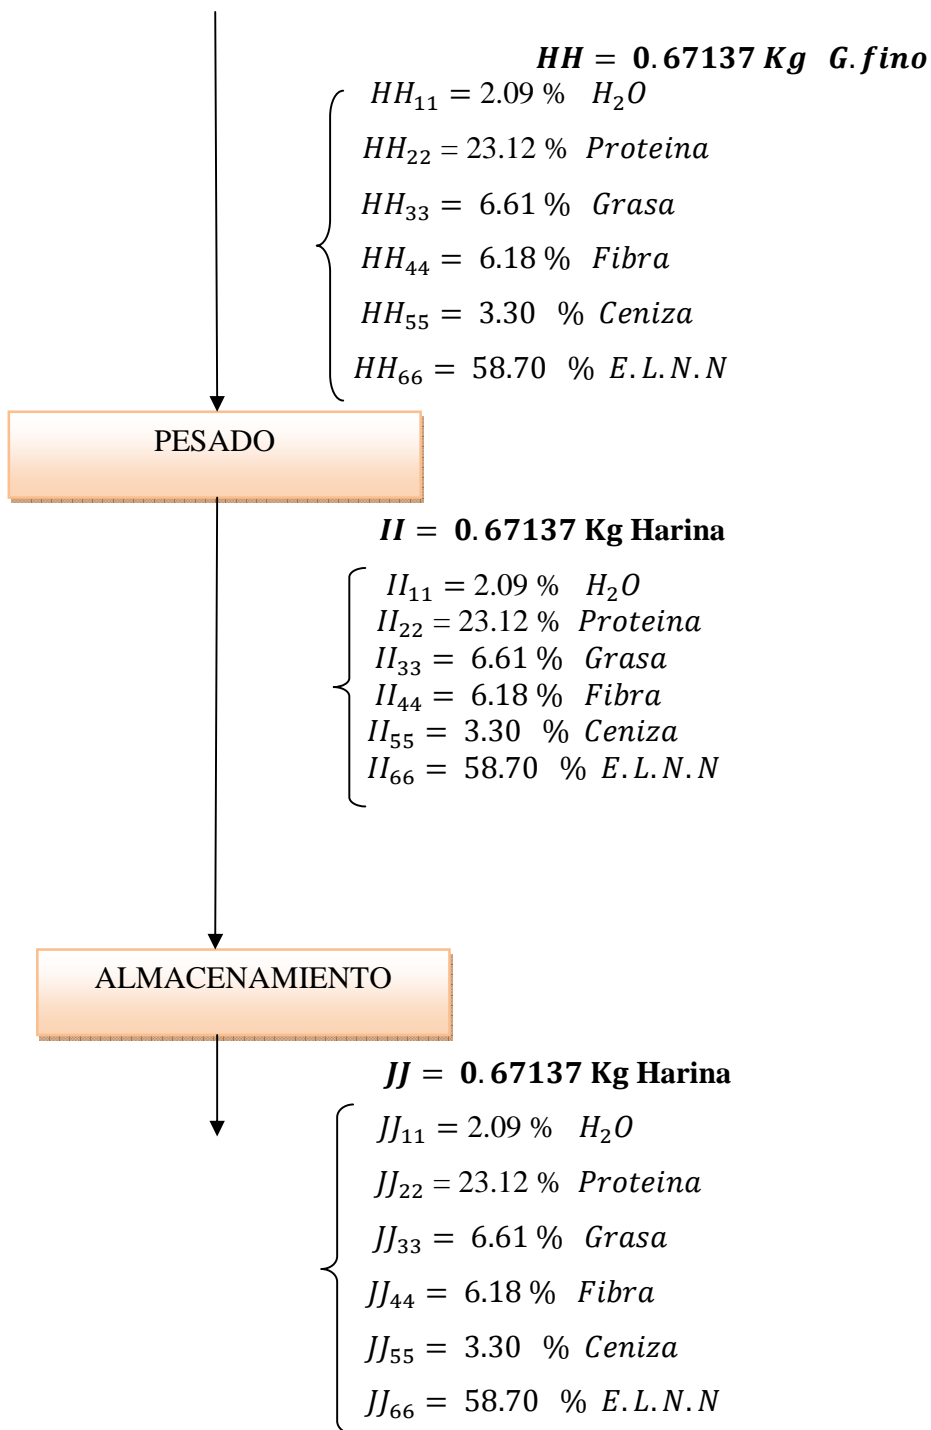 HH = 0.67137 Kg G.fino
HH₁₁ = 2.09 % H₂O
HH₂₂ = 23.12 % Proteina
HH₃₃ = 6.61 % Grasa
HH₄₄ = 6.18 % Fibra
HH₅₅ = 3.30 % Ceniza
HH₆₆ = 58.70 % E.L.N.N
PESADO
II = 0.67137 Kg Harina
II₁₁ = 2.09 % H₂O
II₂₂ = 23.12 % Proteina
II₃₃ = 6.61 % Grasa
II₄₄ = 6.18 % Fibra
II₅₅ = 3.30 % Ceniza
II₆₆ = 58.70 % E.L.N.N
ALMACENAMIENTO
JJ = 0.67137 Kg Harina
JJ₁₁ = 2.09 % H₂O
JJ₂₂ = 23.12 % Proteina
JJ₃₃ = 6.61 % Grasa
JJ₄₄ = 6.18 % Fibra
JJ₅₅ = 3.30 % Ceniza
JJ₆₆ = 58.70 % E.L.N.N